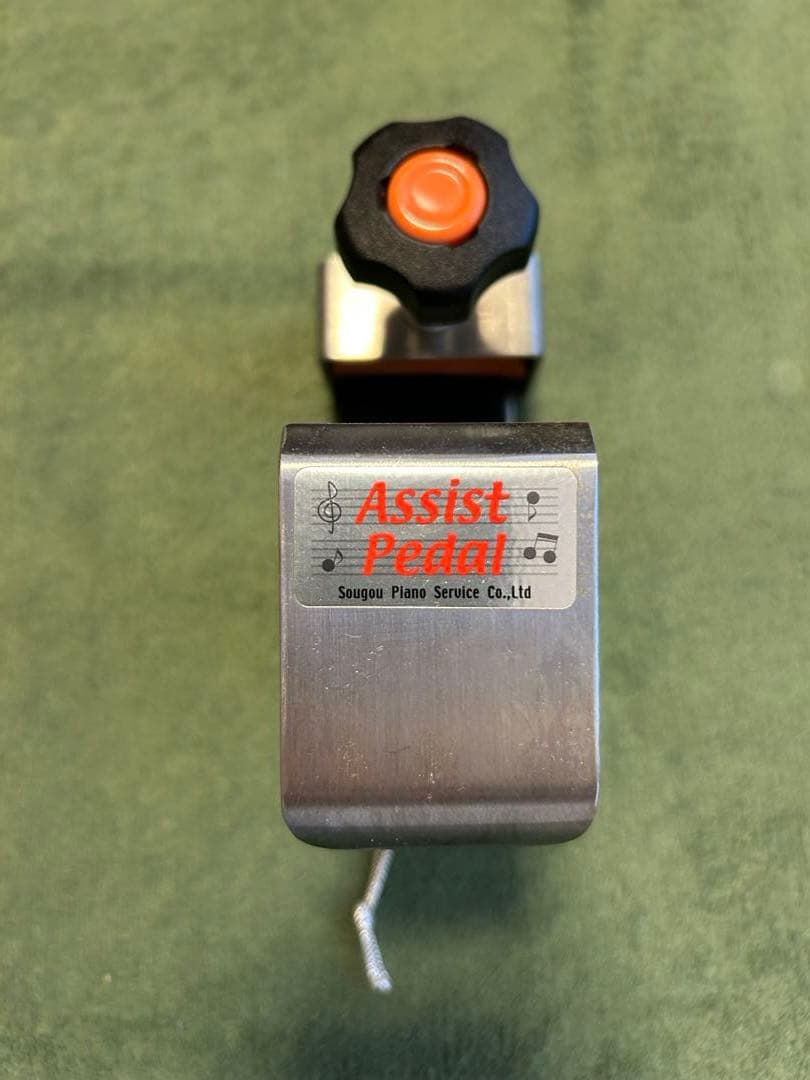 Assist
Pedal
Sougou Piano Service Co.,Ltd